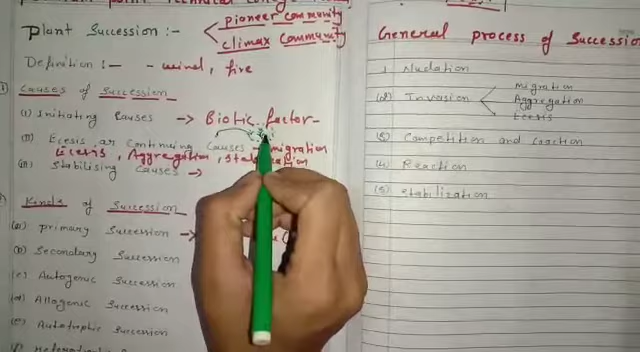 Plant Succession :-
pioneer community
climax community
Definition :— - wind, fire
Causes of Succession
(i) Initiating Causes → Biotic factor-
(ii) Ecesis or Continuing Causes - migration
Ecesis, Aggregation,
(iii) Stabilising Causes →
Kinds of Succession
(a) primary Succession →
(b) Secondary Succession
(c) Autogenic Succession
(d) Allogenic Succession
(e) Autotrophic Succession
General process of Succession
Nudation
Invasion
Migration
Aggregation
Ecesis
(3) Competition and coaction
(4) Reaction
(5) Stabilization